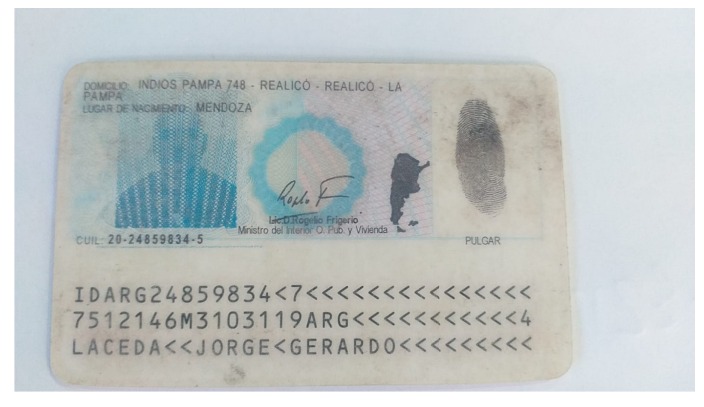 DOMICILIO: INDIOS PAMPA 748 - REALICÓ - REALICÓ - LA
PAMPA
LUGAR DE NACIMIENTO: MENDOZA
Lic.D.Rogelio Frigerio
Ministro del Interior O. Pub. y Vivienda
CUIL: 20-24859834-5
PULGAR
IDARG24859834<7<<<<<<<<<<<<<<<
7512146M3103119ARG<<<<<<<<<<<4
LACEDA<<JORGE<GERARDO<<<<<<<<<